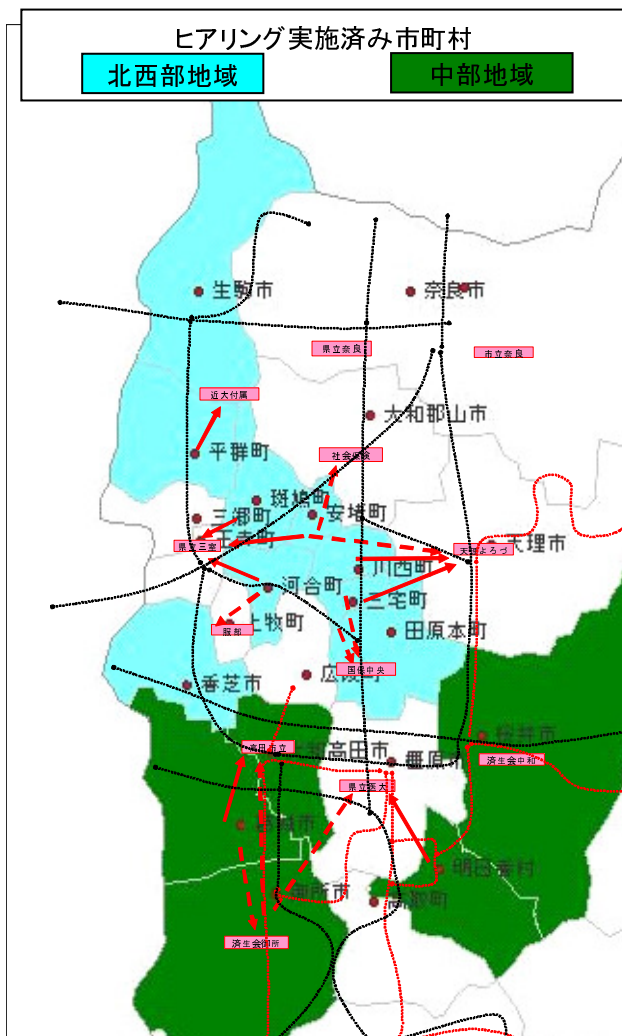 ヒアリング実施済み市町村
北西部地域
中部地域
生駒市
奈良市
県立奈良
市立奈良
近大付属
大和郡山市
平群町
社会保険
斑鳩町
三郷町
安堵町
王寺町
県立三室
天理よろづ
天理市
川西町
河合町
三宅町
上牧町
服部
田原本町
国保中央
広陵町
香芝市
桜井市
高田市立
大和高田市
橿原市
済生会中和
県立医大
葛城市
明日香村
御所市
高取町
済生会御所